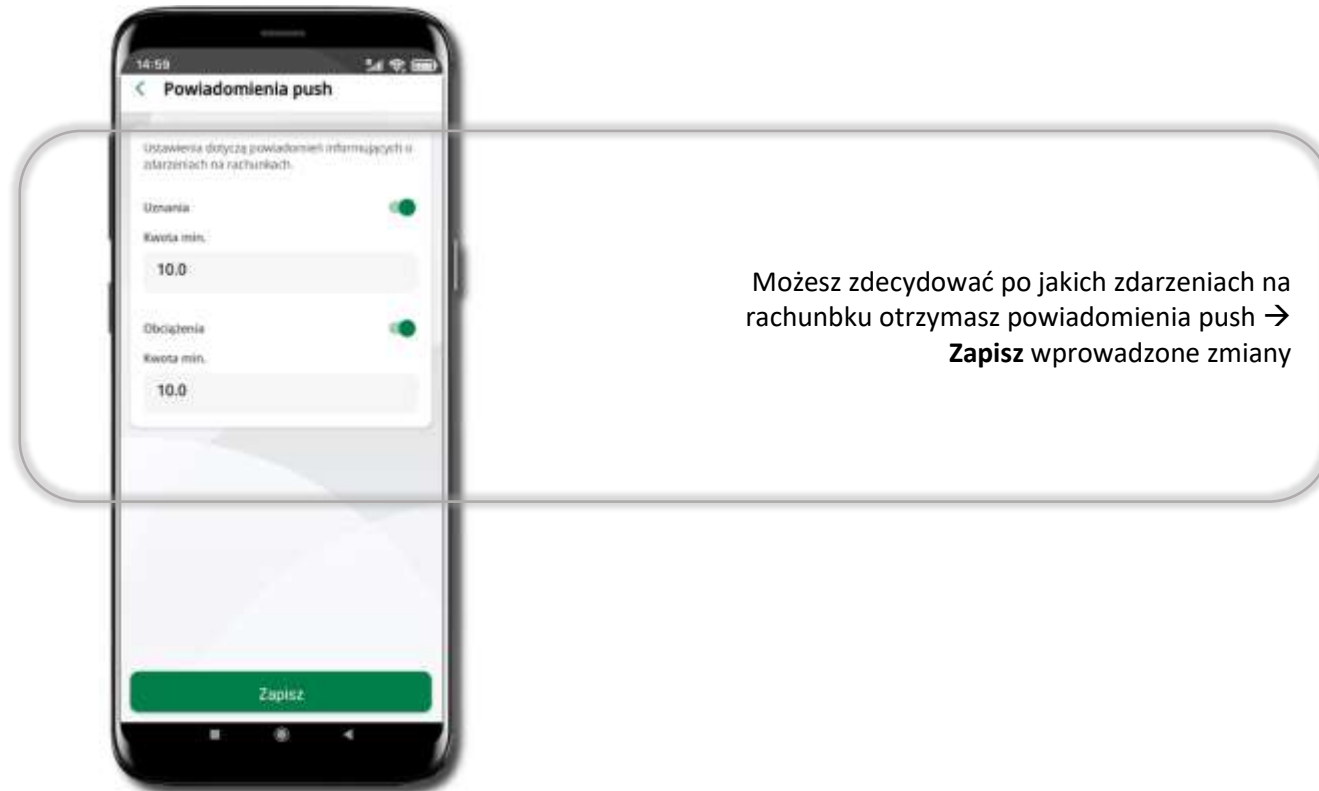 14:59
Powiadomienia push
Ustawienia dotyczą powiadomień informujących o
zdarzeniach na rachunkach.
Uznania
Kwota min.
10.0
Obciążenia
Kwota min.
10.0
Zapisz
Możesz zdecydować po jakich zdarzeniach na
rachunbku otrzymasz powiadomienia push →
Zapisz wprowadzone zmiany